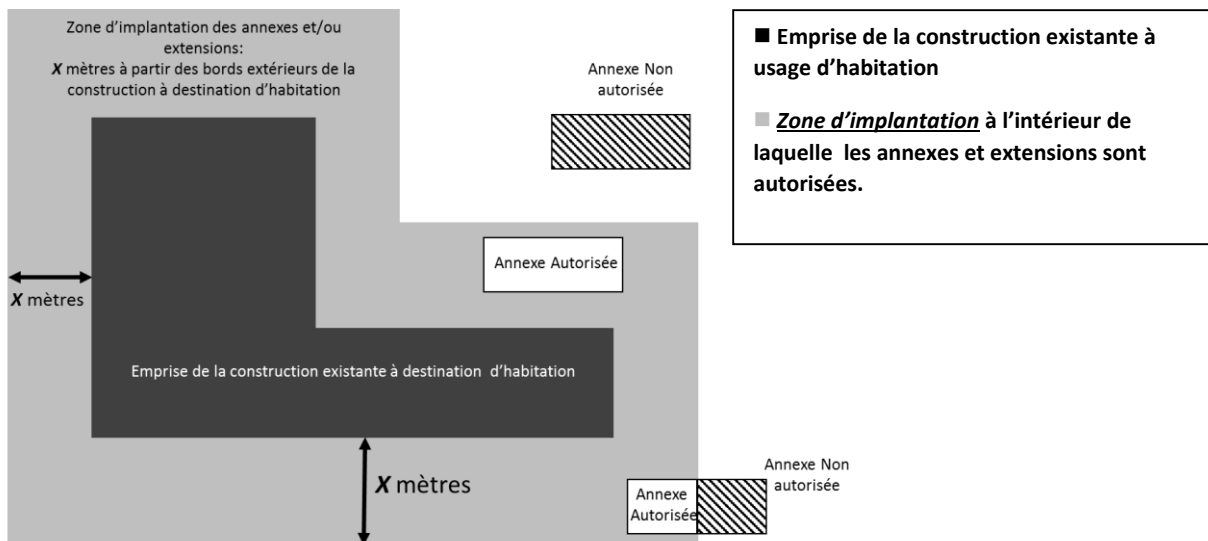 Zone d’implantation des annexes et/ou
extensions:
X mètres à partir des bords extérieurs de la
construction à destination d’habitation
Annexe Non
autorisée
■ Emprise de la construction existante à
usage d’habitation
■ Zone d’implantation à l’intérieur de
laquelle les annexes et extensions sont
autorisées.
Annexe Autorisée
X mètres
Emprise de la construction existante à destination d’habitation
X mètres
Annexe
Autorisée
Annexe Non
autorisée